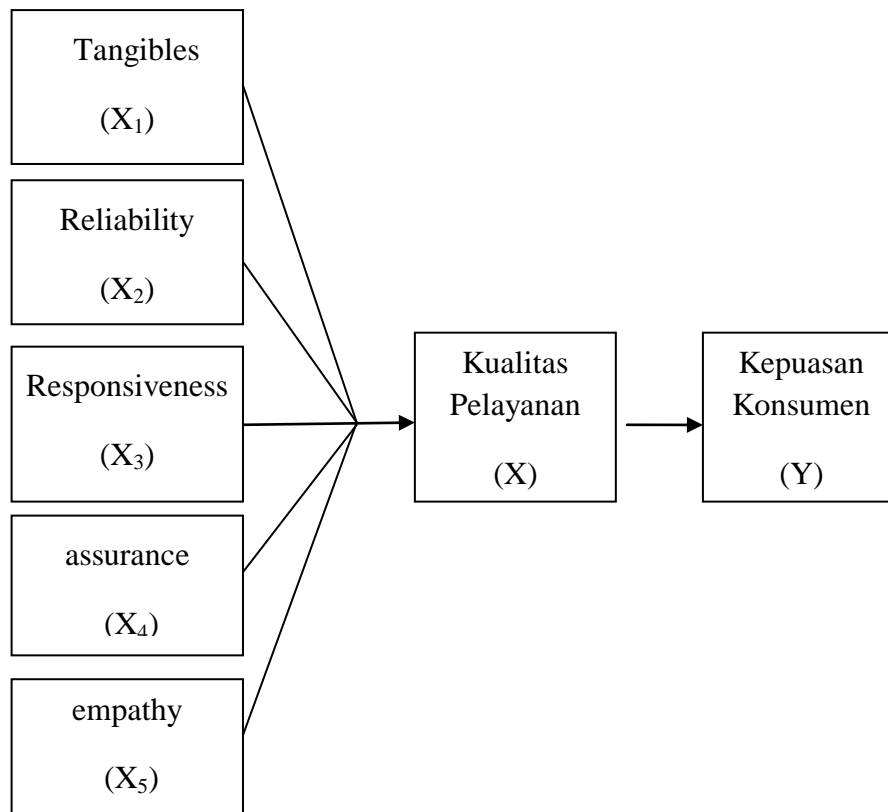 Tangibles
(X₁)
Reliability
(X₂)
Responsiveness
(X₃)
assurance
(X₄)
empathy
(X₅)
Kualitas
Pelayanan
(X)
Kepuasan
Konsumen
(Y)